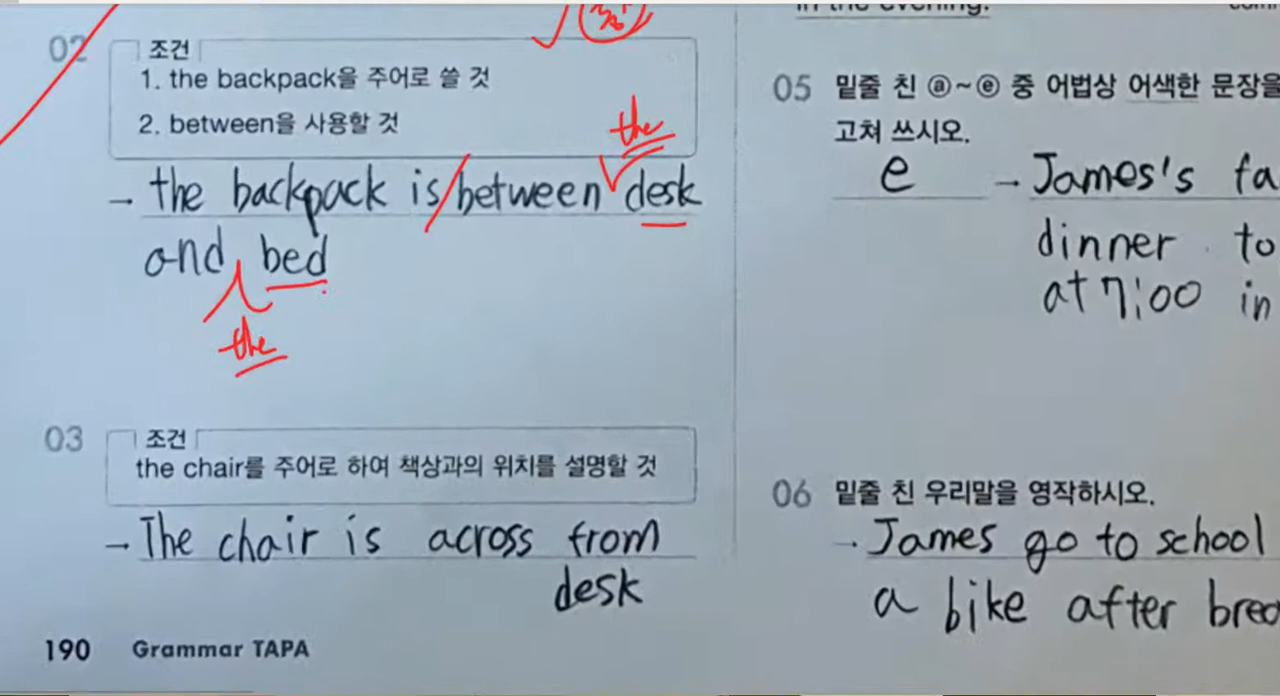 02
조건
1. the backpack을 주어로 쓸 것
2. between을 사용할 것
the
→ the backpack is between desk
and bed
the
03
조건
the chair를 주어로 하여 책상과의 위치를 설명할 것
→ The chair is across from
desk
190 Grammar TAPA
in the evening.
05 밑줄 친 ⓐ~ⓔ 중 어법상 어색한 문장을
고쳐 쓰시오.
e → James's fa
dinner to
at 7:00 in
06 밑줄 친 우리말을 영작하시오.
→ James go to school
a bike after brea